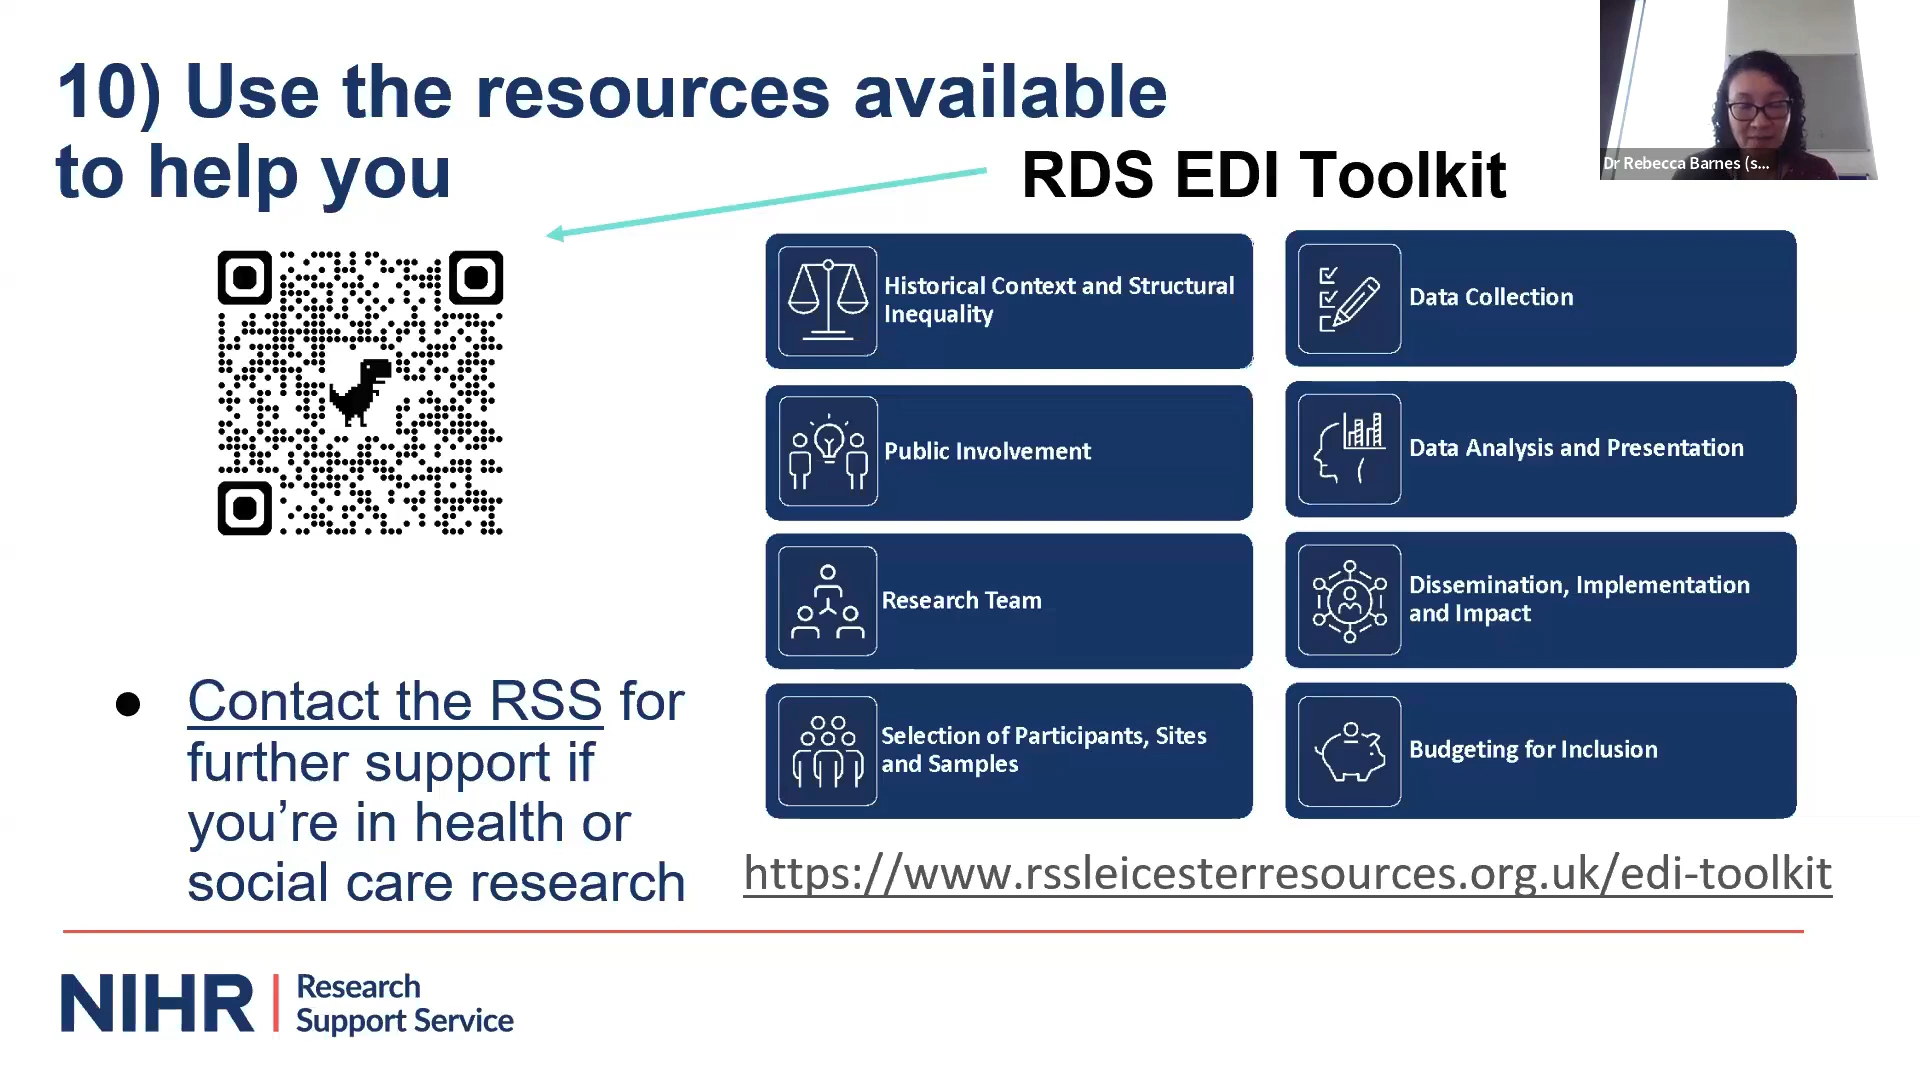 10) Use the resources available
to help you
RDS EDI Toolkit
Dr Rebecca Barnes (s...
Historical Context and Structural
Inequality
Public Involvement
Research Team
Selection of Participants, Sites
and Samples
Data Collection
Data Analysis and Presentation
Dissemination, Implementation
and Impact
Budgeting for Inclusion
● Contact the RSS for
further support if
you’re in health or
social care research
https://www.rssleicesterresources.org.uk/edi-toolkit
NIHR | Research
Support Service